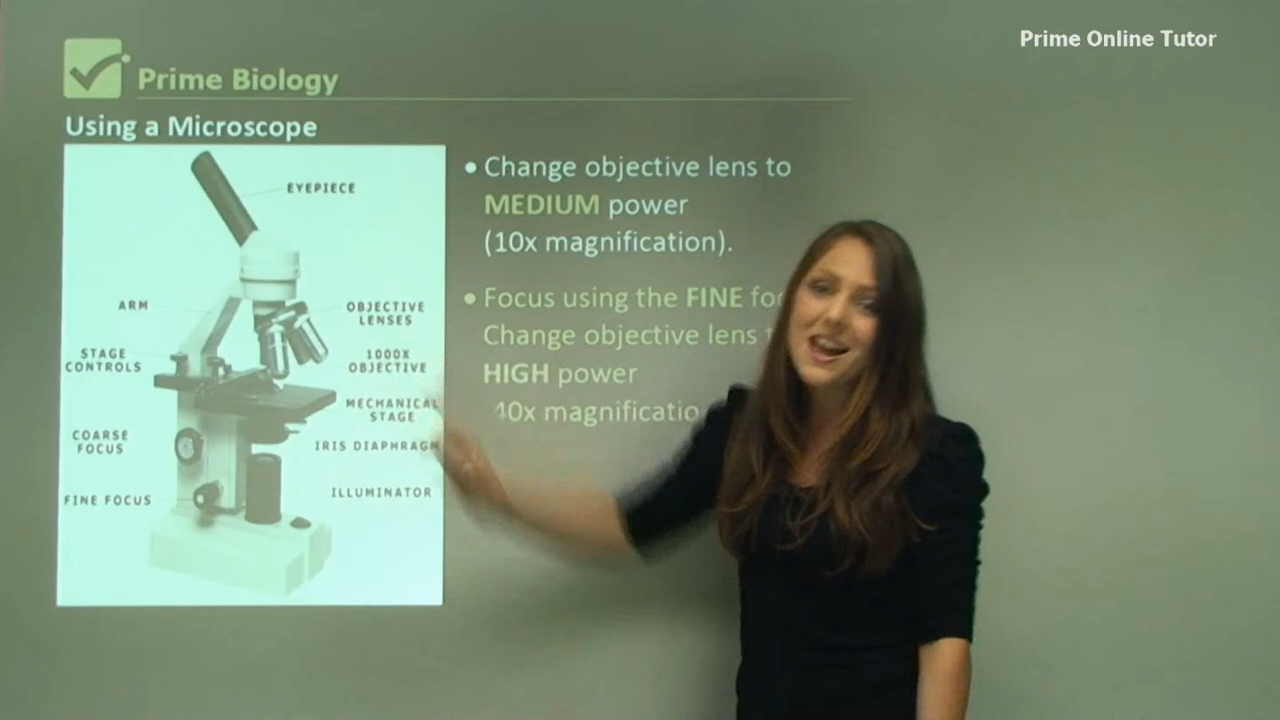 Prime Online Tutor
Prime Biology
Using a Microscope
EYEPIECE
ARM
OBJECTIVE
LENSES
STAGE
CONTROLS
1000X
OBJECTIVE
MECHANICAL
STAGE
COARSE
FOCUS
IRIS DIAPHRAGM
FINE FOCUS
ILLUMINATOR
• Change objective lens to
MEDIUM power
(10x magnification).
• Focus using the FINE
Change objective lens
HIGH power
40x